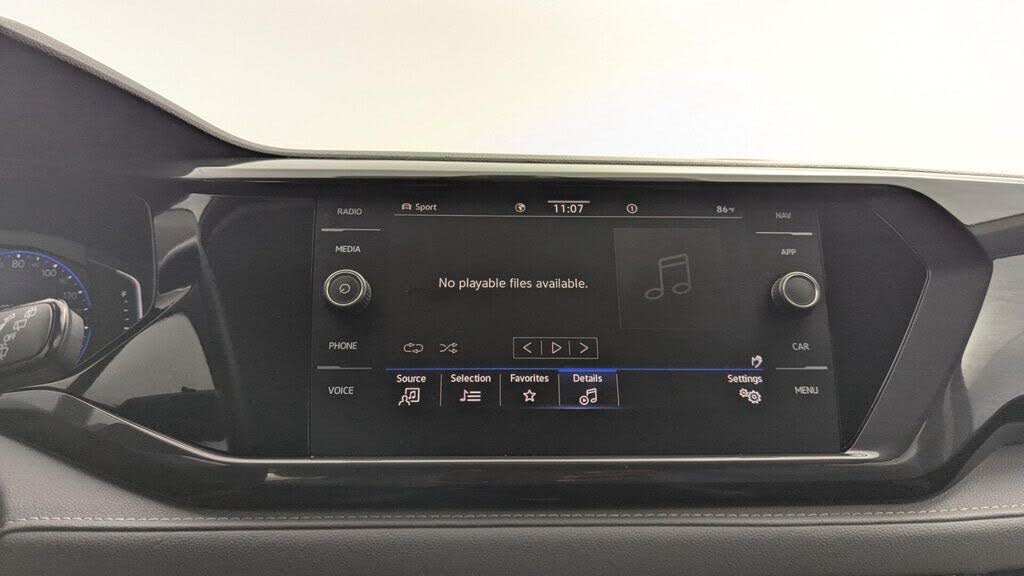 RADIO
MEDIA
PHONE
VOICE
Sport
11:07
86°F
No playable files available.
Source
Selection
Favorites
Details
Settings
NAV
APP
CAR
MENU
80
100